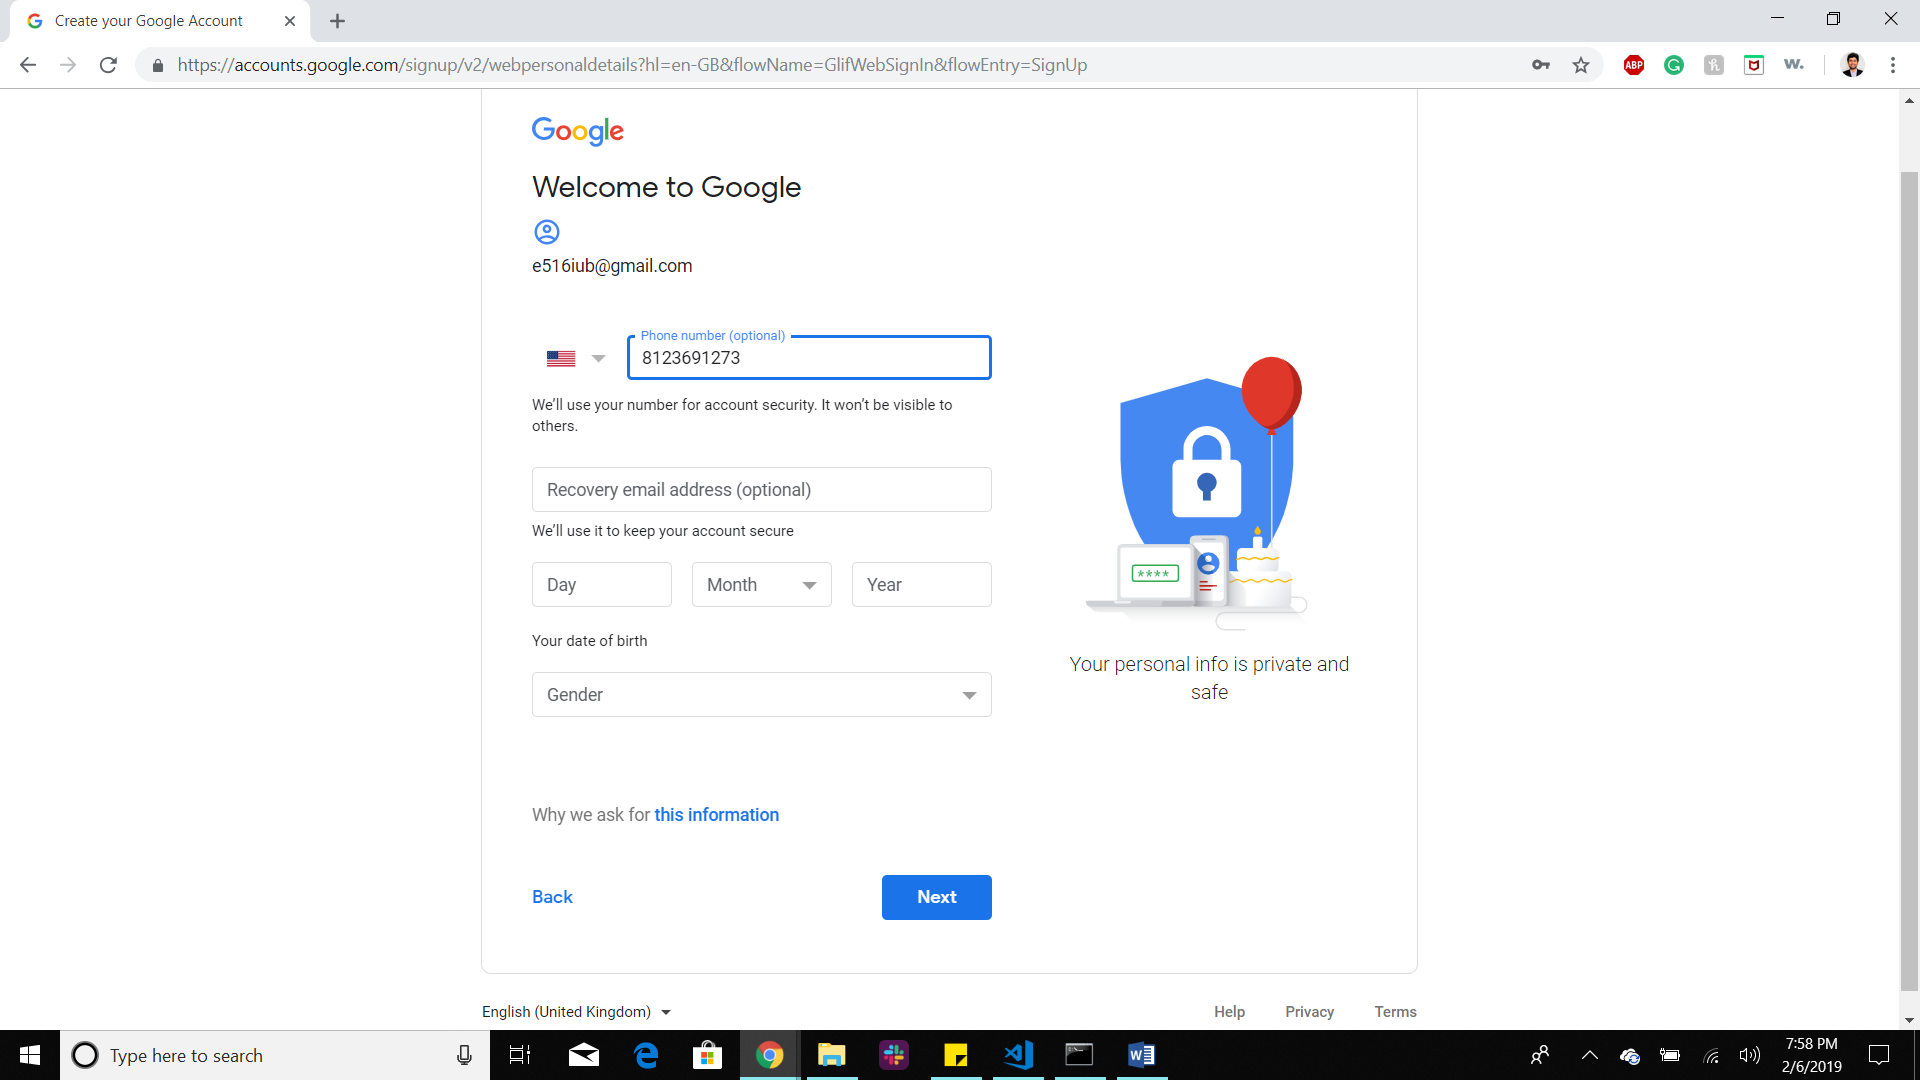 Create your Google Account
https://accounts.google.com/signup/v2/webpersonaldetails?hl=en-GB&flowName=GlifWebSignIn&flowEntry=SignUp
ABP
w.
Google
Welcome to Google
e516iub@gmail.com
Phone number (optional)
8123691273
We’ll use your number for account security. It won’t be visible to
others.
Recovery email address (optional)
We’ll use it to keep your account secure
Day
Month
Year
Your date of birth
Gender
****
Your personal info is private and
safe
Why we ask for this information
Back
Next
English (United Kingdom)
Help
Privacy
Terms
Type here to search
7:58 PM
2/6/2019